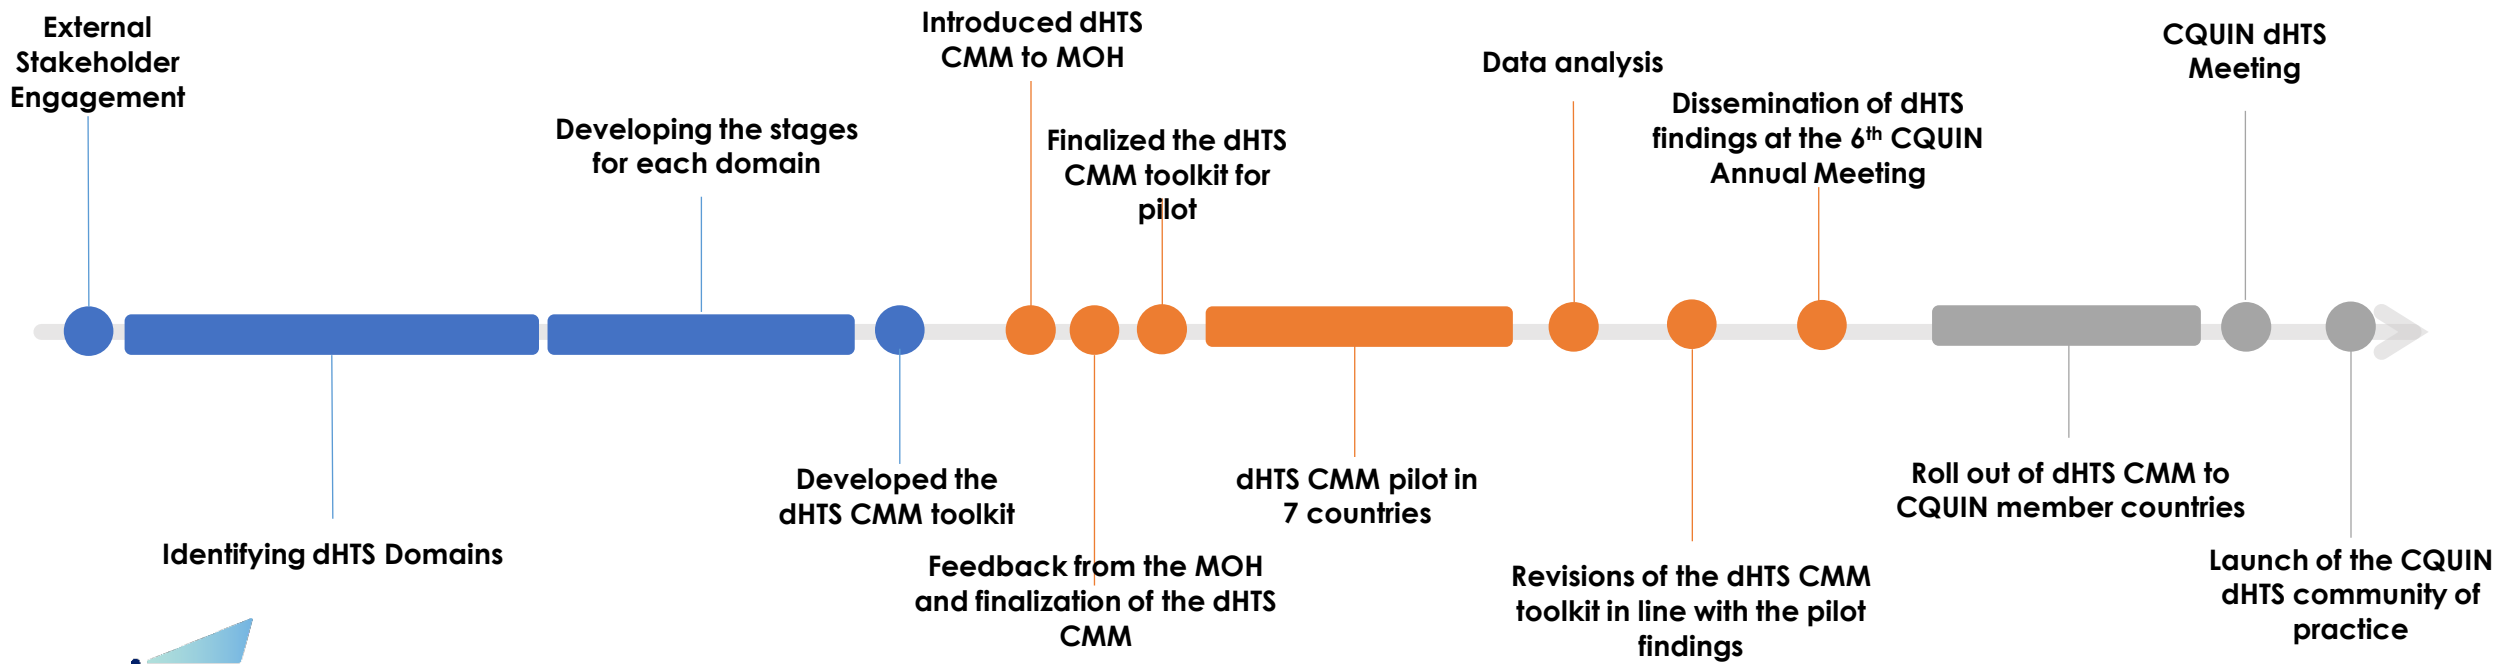 External
Stakeholder
Engagement
Identifying dHTS Domains
Developing the stages
for each domain
Developed the
dHTS CMM toolkit
Introduced dHTS
CMM to MOH
Feedback from the MOH
and finalization of the dHTS
CMM
Finalized the dHTS
CMM toolkit for
pilot
dHTS CMM pilot in
7 countries
Data analysis
Revisions of the dHTS CMM
toolkit in line with the pilot
findings
Dissemination of dHTS
findings at the 6th CQUIN
Annual Meeting
Roll out of dHTS CMM to
CQUIN member countries
CQUIN dHTS
Meeting
Launch of the CQUIN
dHTS community of
practice